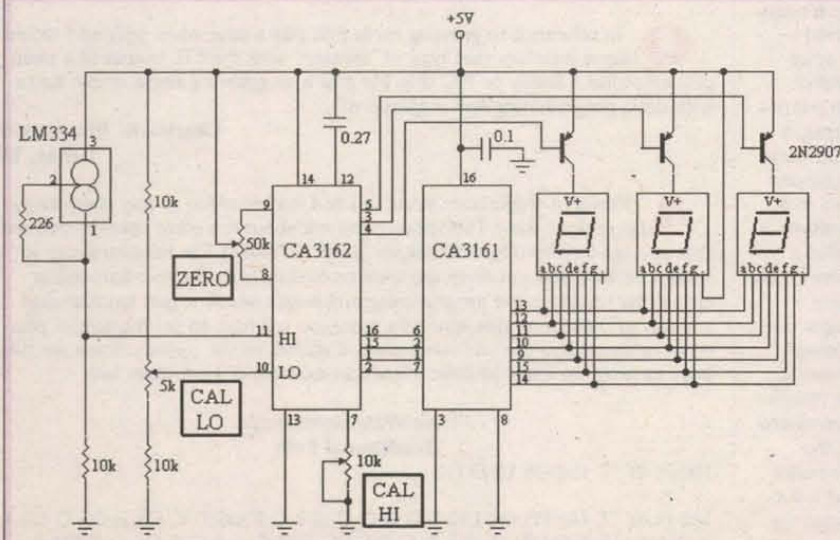 +5V
LM334
3
2
1
226
10k
0.27
14
12
9
5
3
4
50k
8
CA3162
ZERO
11
HI
10
LO
16
15
1
2
5k
CAL
LO
13
7
10k
10k
10k
CAL
HI
0.1
16
CA3161
6
2
1
7
13
12
11
10
9
15
14
3
8
2N2907
V+
V+
V+
abcdefg
abcdefg
abcdefg